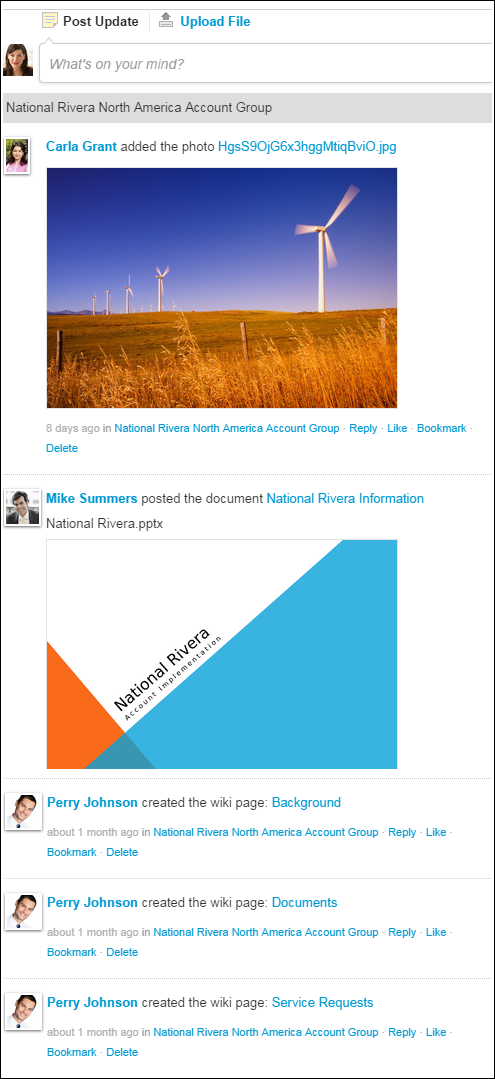 Post Update Upload File
What's on your mind?
National Rivera North America Account Group
Carla Grant added the photo HgsS9OjG6x3hggMtiqBviO.jpg
8 days ago in National Rivera North America Account Group · Reply · Like · Bookmark ·
Delete
Mike Summers posted the document National Rivera Information
National Rivera.pptx
National Rivera
Account Implementation
Perry Johnson created the wiki page: Background
about 1 month ago in National Rivera North America Account Group · Reply · Like ·
Bookmark · Delete
Perry Johnson created the wiki page: Documents
about 1 month ago in National Rivera North America Account Group · Reply · Like ·
Bookmark · Delete
Perry Johnson created the wiki page: Service Requests
about 1 month ago in National Rivera North America Account Group · Reply · Like ·
Bookmark · Delete